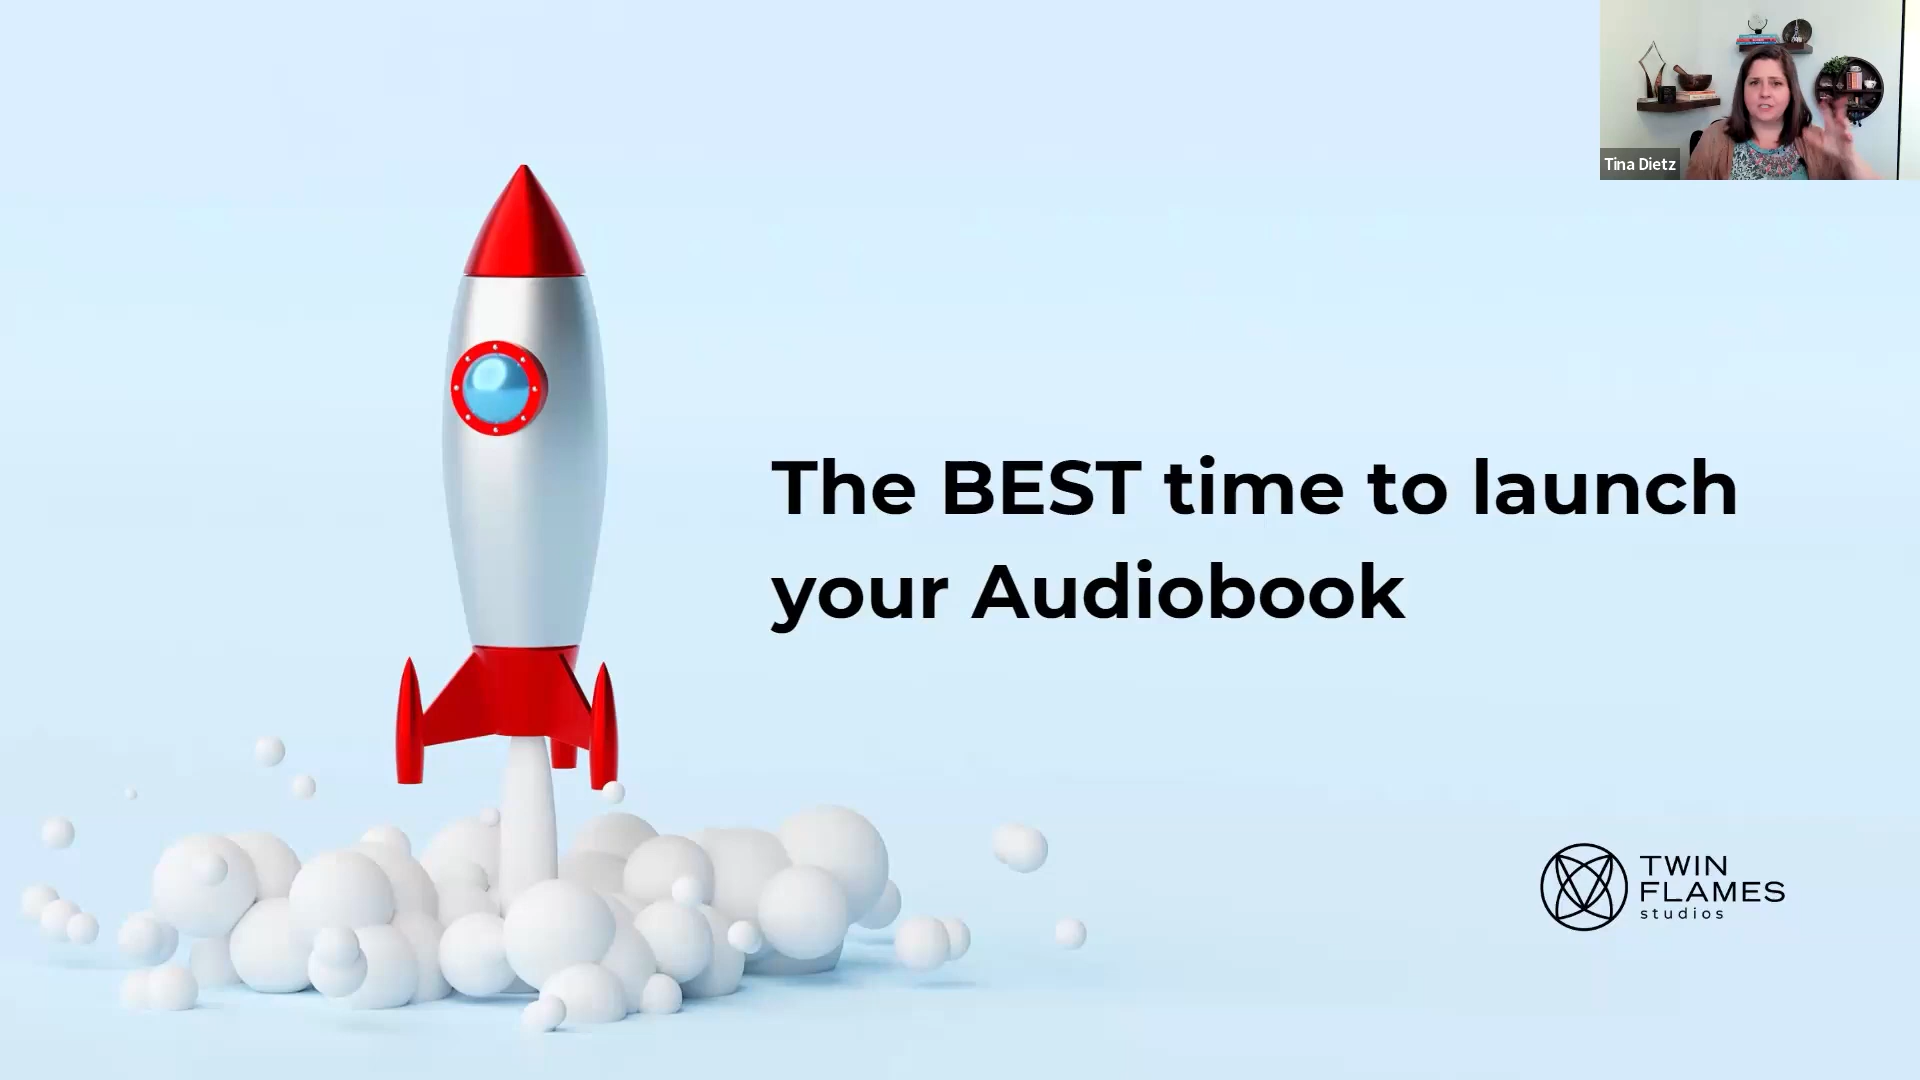 Tina Dietz
The BEST time to launch
your Audiobook
TWIN
FLAMES
studios